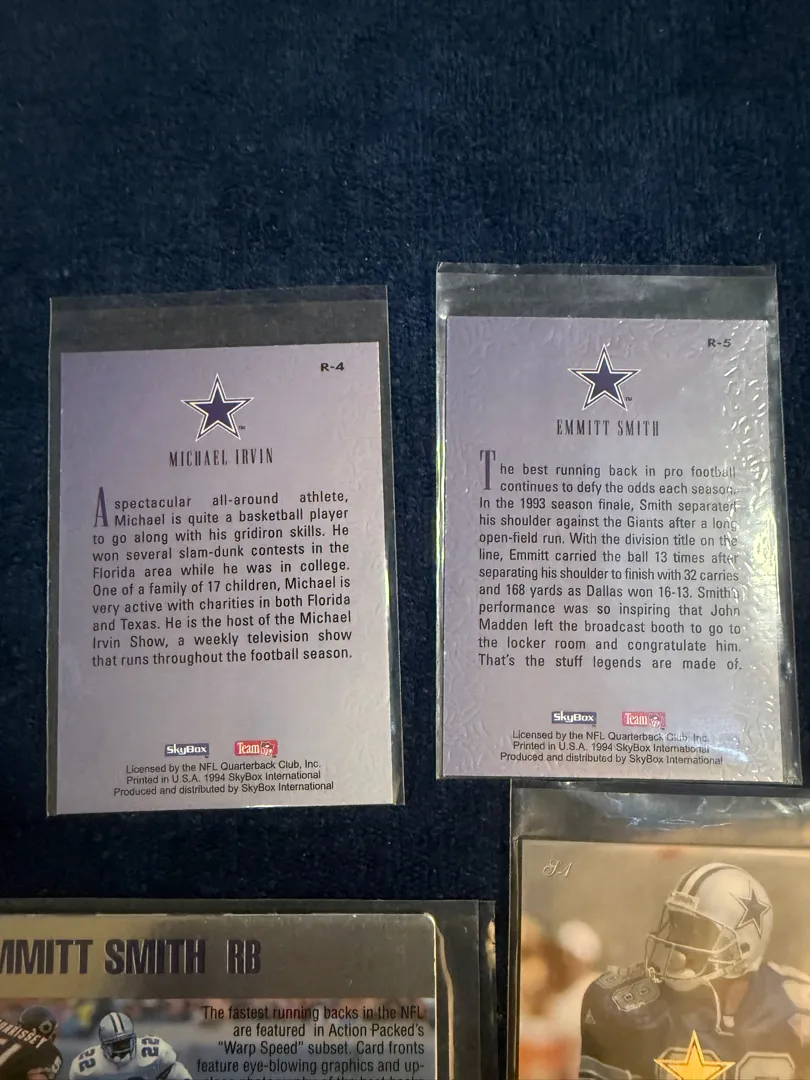 R-4
MICHAEL IRVIN
A spectacular all-around athlete,
Michael is quite a basketball player
to go along with his gridiron skills. He
won several slam-dunk contests in the
Florida area while he was in college.
One of a family of 17 children, Michael is
very active with charities in both Florida
and Texas. He is the host of the Michael
Irvin Show, a weekly television show
that runs throughout the football season.
SkyBox Team NFL
Licensed by the NFL Quarterback Club, Inc.
Printed in U.S.A. 1994 SkyBox International
Produced and distributed by SkyBox International
R-5
EMMITT SMITH
The best running back in pro football
continues to defy the odds each season.
In the 1993 season finale, Smith separated
his shoulder against the Giants after a long
open-field run. With the division title on the
line, Emmitt carried the ball 13 times after
separating his shoulder to finish with 32 carries
and 168 yards as Dallas won 16-13. Smith's
performance was so inspiring that John
Madden left the broadcast booth to go to
the locker room and congratulate him.
That's the stuff legends are made of.
SkyBox Team NFL
Licensed by the NFL Quarterback Club, Inc.
Printed in U.S.A. 1994 SkyBox International
Produced and distributed by SkyBox International
MMITT SMITH RB
The fastest running backs in the NFL
are featured in Action Packed's
"Warp Speed" subset. Card fronts
feature eye-blowing graphics and up-
22 22
S-1